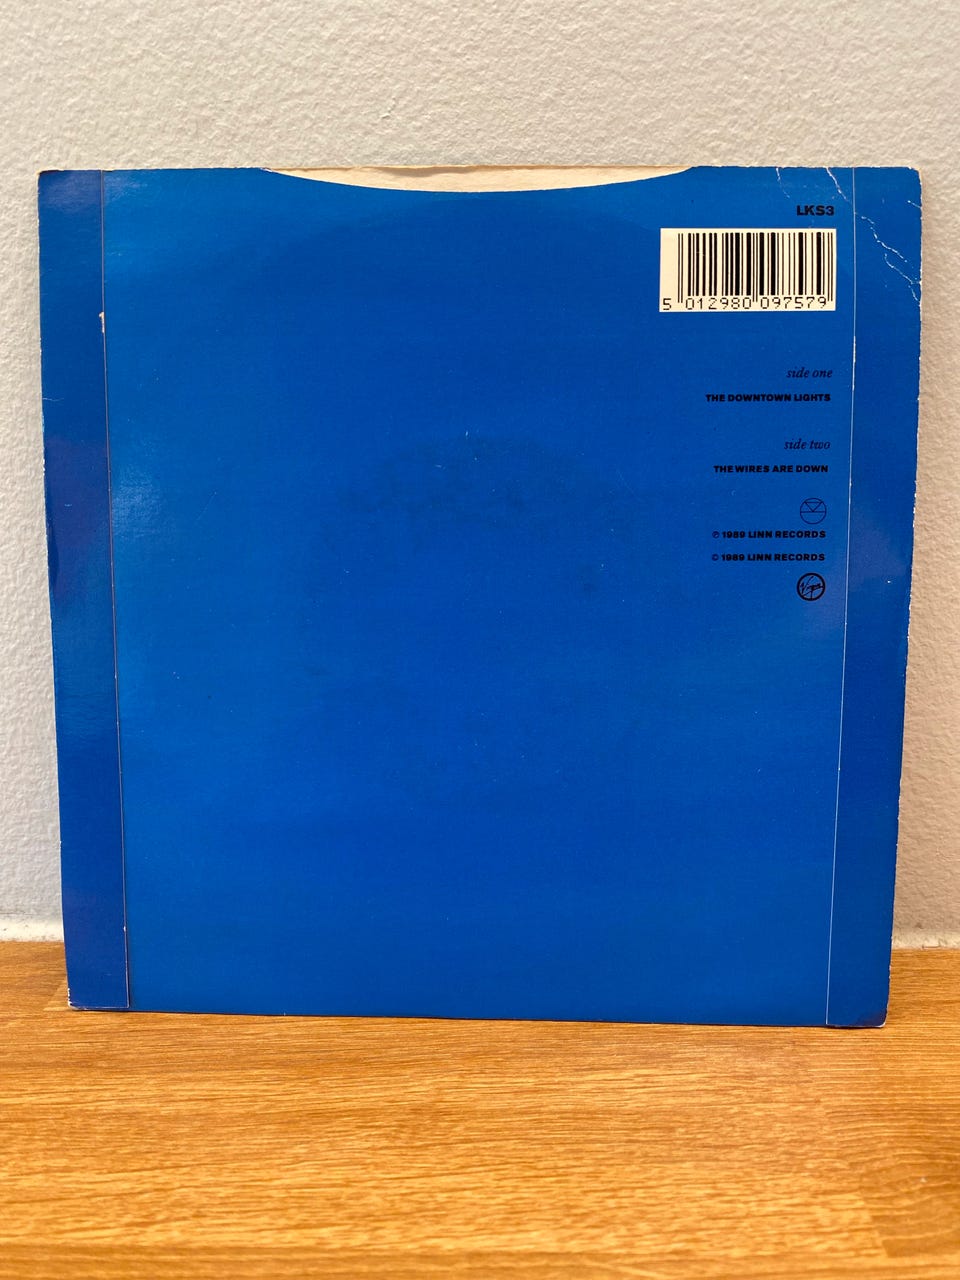 LKS3
5 012980 097579
side one
THE DOWNTOWN LIGHTS
side two
THE WIRES ARE DOWN
℗ 1989 LINN RECORDS
© 1989 LINN RECORDS
Virgin